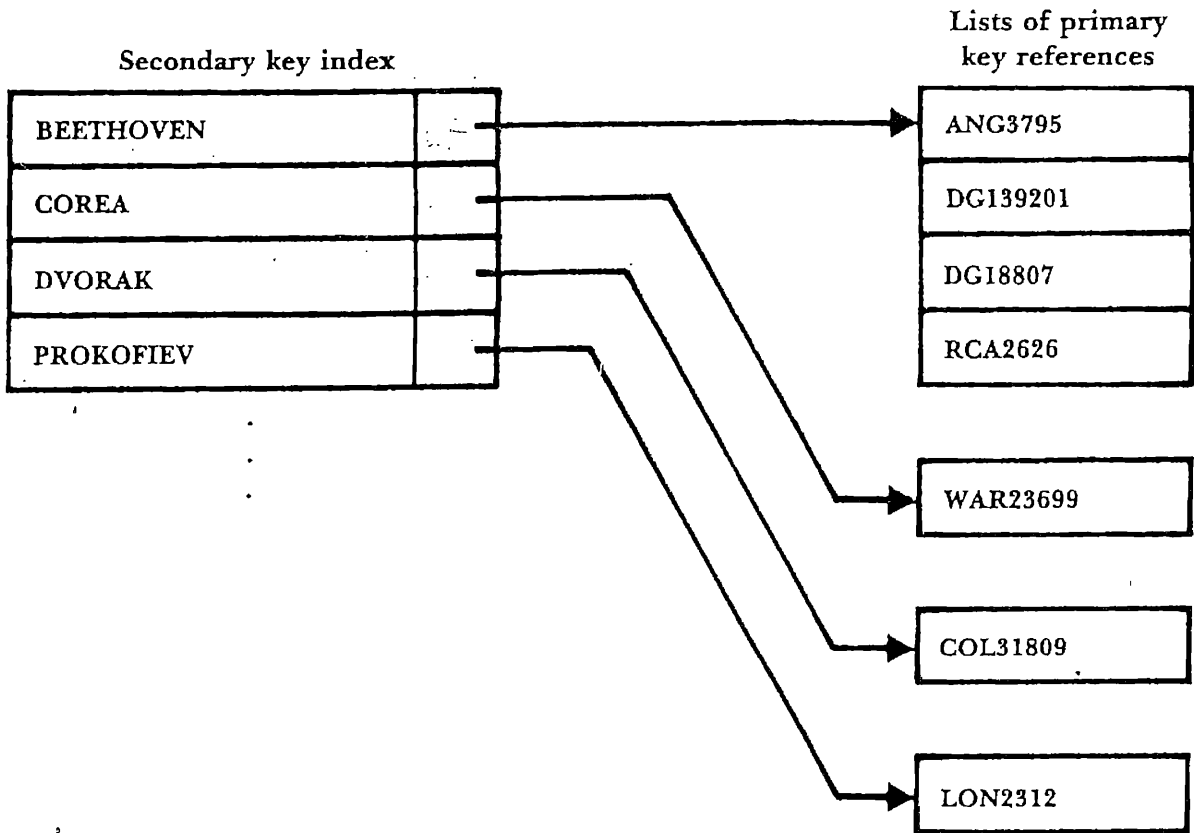 Lists of primary
key references
Secondary key index
BEETHOVEN
COREA
DVORAK
PROKOFIEV
ANG3795
DG139201
DG18807
RCA2626
WAR23699
COL31809
LON2312